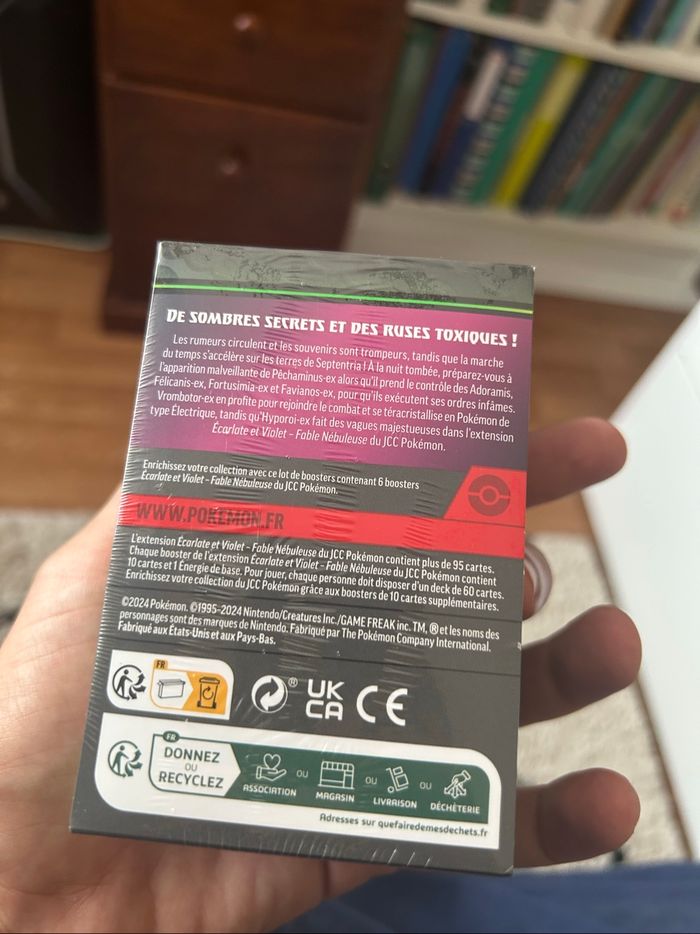 DE SOMBRES SECRETS ET DES RUSES TOXIQUES !
Les rumeurs circulent et les souvenirs sont trompeurs, tandis que la marche
du temps s'accélère sur les terres de Septentria ! À la nuit tombée, préparez-vous à
l'apparition malveillante de Pêchaminus-ex alors qu'il prend le contrôle des Adoramis,
Félicanis-ex, Fortusimia-ex et Favianos-ex, pour qu'ils exécutent ses ordres infâmes.
Vrombotor-ex en profite pour rejoindre le combat et se téracristallise en Pokémon de
type Électrique, tandis qu'Hyporoi-ex fait des vagues majestueuses dans l'extension
Écarlate et Violet – Fable Nébuleuse du JCC Pokémon.
Enrichissez votre collection avec ce lot de boosters contenant 6 boosters
Écarlate et Violet – Fable Nébuleuse du JCC Pokémon.
WWW.POKEMON.FR
L'extension Écarlate et Violet – Fable Nébuleuse du JCC Pokémon contient plus de 95 cartes.
Chaque booster de l'extension Écarlate et Violet – Fable Nébuleuse du JCC Pokémon contient
10 cartes et 1 Énergie de base. Pour jouer, chaque personne doit disposer d'un deck de 60 cartes.
Enrichissez votre collection du JCC Pokémon grâce aux boosters de 10 cartes supplémentaires.
©2024 Pokémon. ©1995-2024 Nintendo/Creatures Inc./GAME FREAK inc. TM, ® et les noms des
personnages sont des marques de Nintendo. Fabriqué par The Pokémon Company International.
Fabriqué aux États-Unis et aux Pays-Bas.
FR
® UK CA CE
FR
DONNEZ
OU
RECYCLEZ
ASSOCIATION OU MAGASIN OU LIVRAISON OU DÉCHÈTERIE
Adresses sur quefairedemesdechets.fr